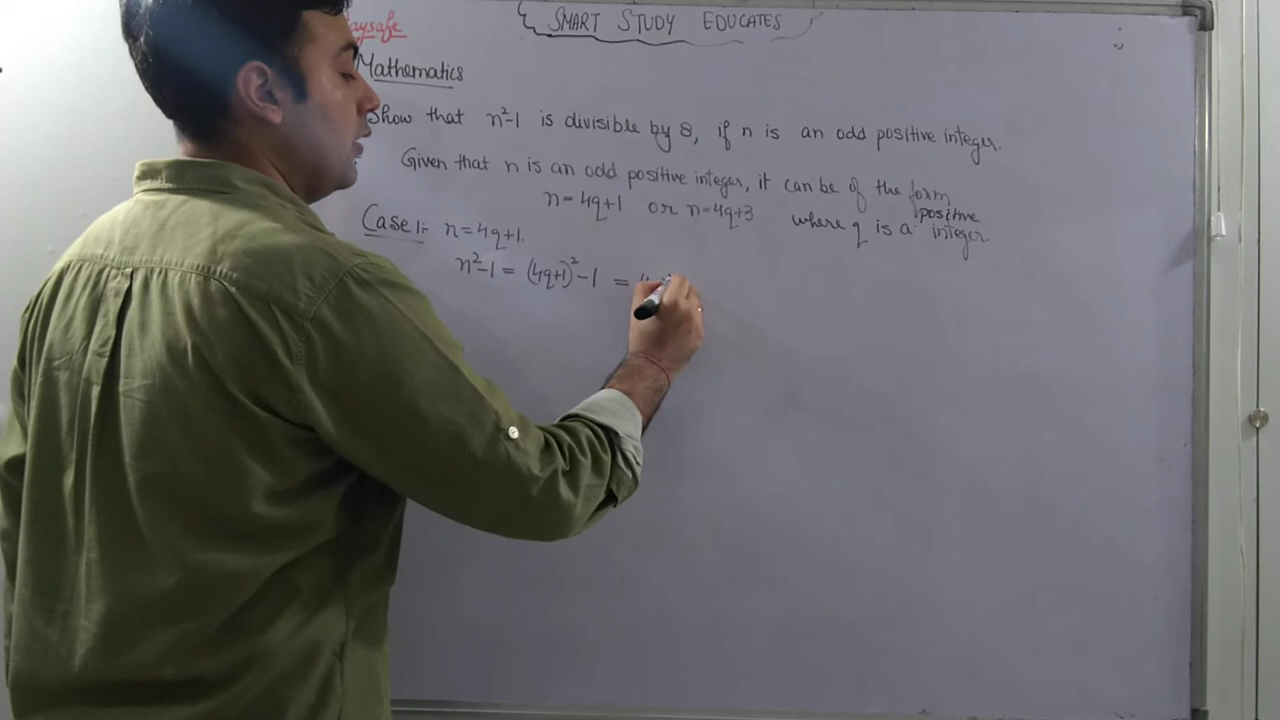 SMART STUDY EDUCATES
aysafe
Mathematics
Show that n²-1 is divisible by 8, if n is an odd positive integer.
Given that n is an odd positive integer, it can be of the form
n=4q+1 or n=4q+3 where q is a positive integer.
Case 1:- n=4q+1.
n²-1 = (4q+1)²-1 =